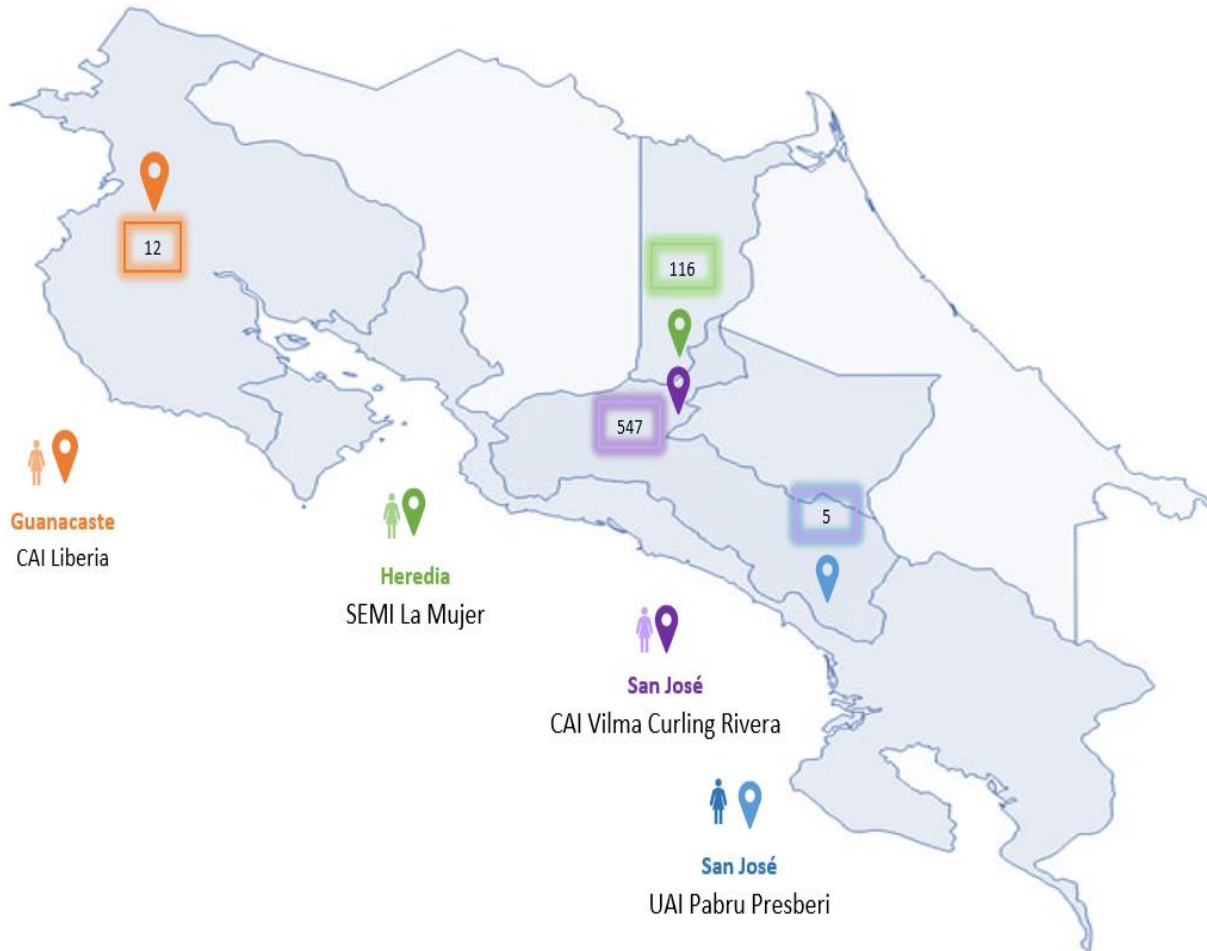 12
116
547
5
Guanacaste
CAI Liberia
Heredia
SEMI La Mujer
San José
CAI Vilma Curling Rivera
San José
UAI Pabru Presberi